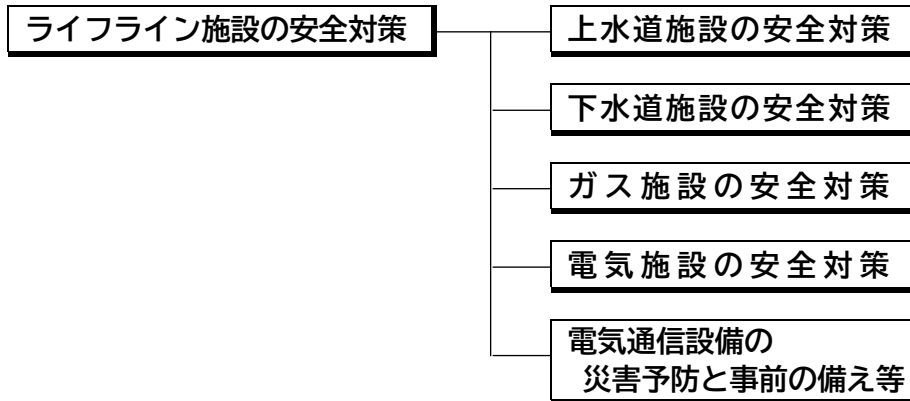 ライフライン施設の安全対策
上水道施設の安全対策
下水道施設の安全対策
ガス施設の安全対策
電気施設の安全対策
電気通信設備の
災害予防と事前の備え等